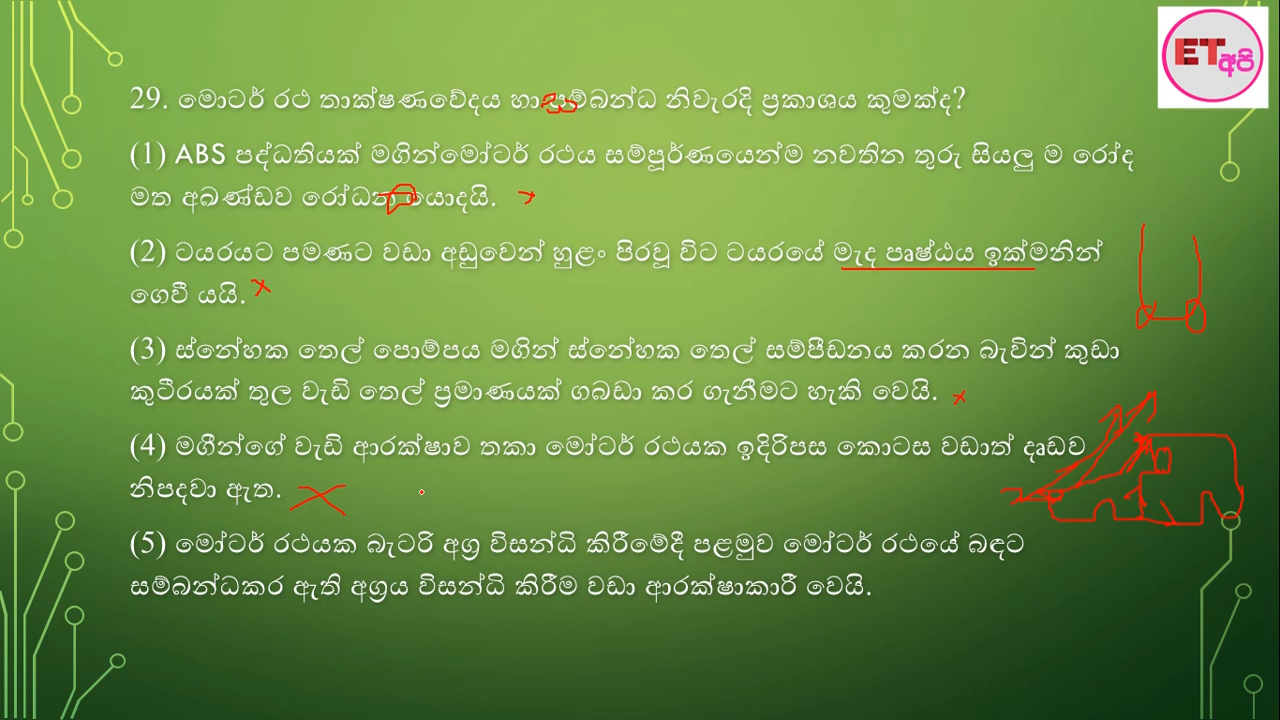 ET
අපි
29. මොටර් රථ තාක්ෂණවේදය හා සම්බන්ධ නිවැරදි ප්‍රකාශය කුමක්ද?
(1) ABS පද්ධතියක් මගින්මෝටර් රථය සම්පූර්ණයෙන්ම නවතින තුරු සියලු ම රෝද
මත අඛණ්ඩව රෝධන යොදයි.
(2) ටයරයට පමණට වඩා අඩුවෙන් හුළං පිරවූ විට ටයරයේ මැද පෘෂ්ඨය ඉක්මනින්
ගෙවී යයි.
(3) ස්නේහක තෙල් පොම්පය මගින් ස්නේහක තෙල් සම්පීඩනය කරන බැවින් කුඩා
කුටීරයක් තුල වැඩි තෙල් ප්‍රමාණයක් ගබඩා කර ගැනීමට හැකි වෙයි.
(4) මගීන්ගේ වැඩි ආරක්ෂාව තකා මෝටර් රථයක ඉදිරිපස කොටස වඩාත් දෘඩව
නිපදවා ඇත.
(5) මෝටර් රථයක බැටරි අග්‍ර විසන්ධි කිරීමේදී පළමුව මෝටර් රථයේ බඳට
සම්බන්ධකර ඇති අග්‍රය විසන්ධි කිරීම වඩා ආරක්ෂාකාරී වෙයි.